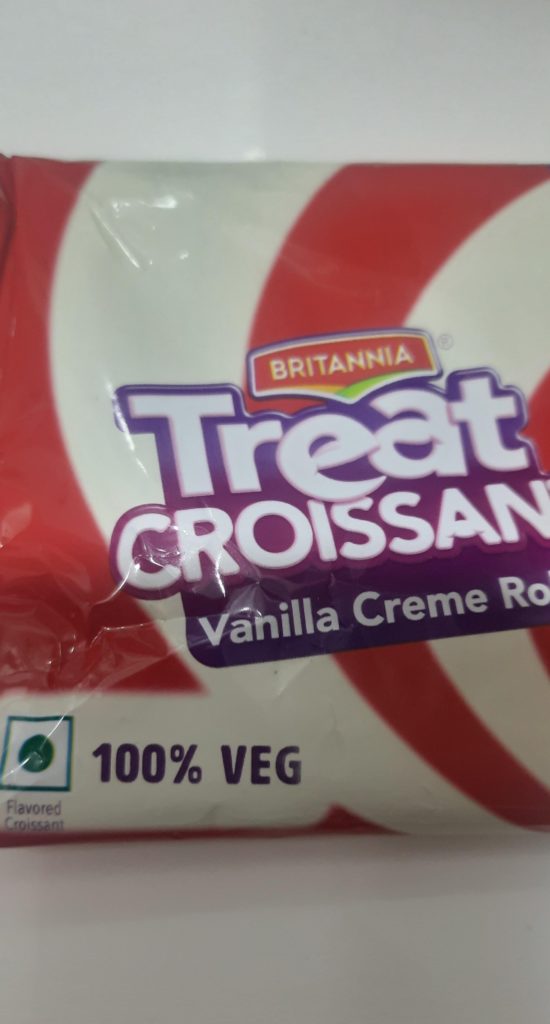 BRITANNIA
®
Treat
CROISSAN
Vanilla Creme Ro
100% VEG
Flavored
Croissant